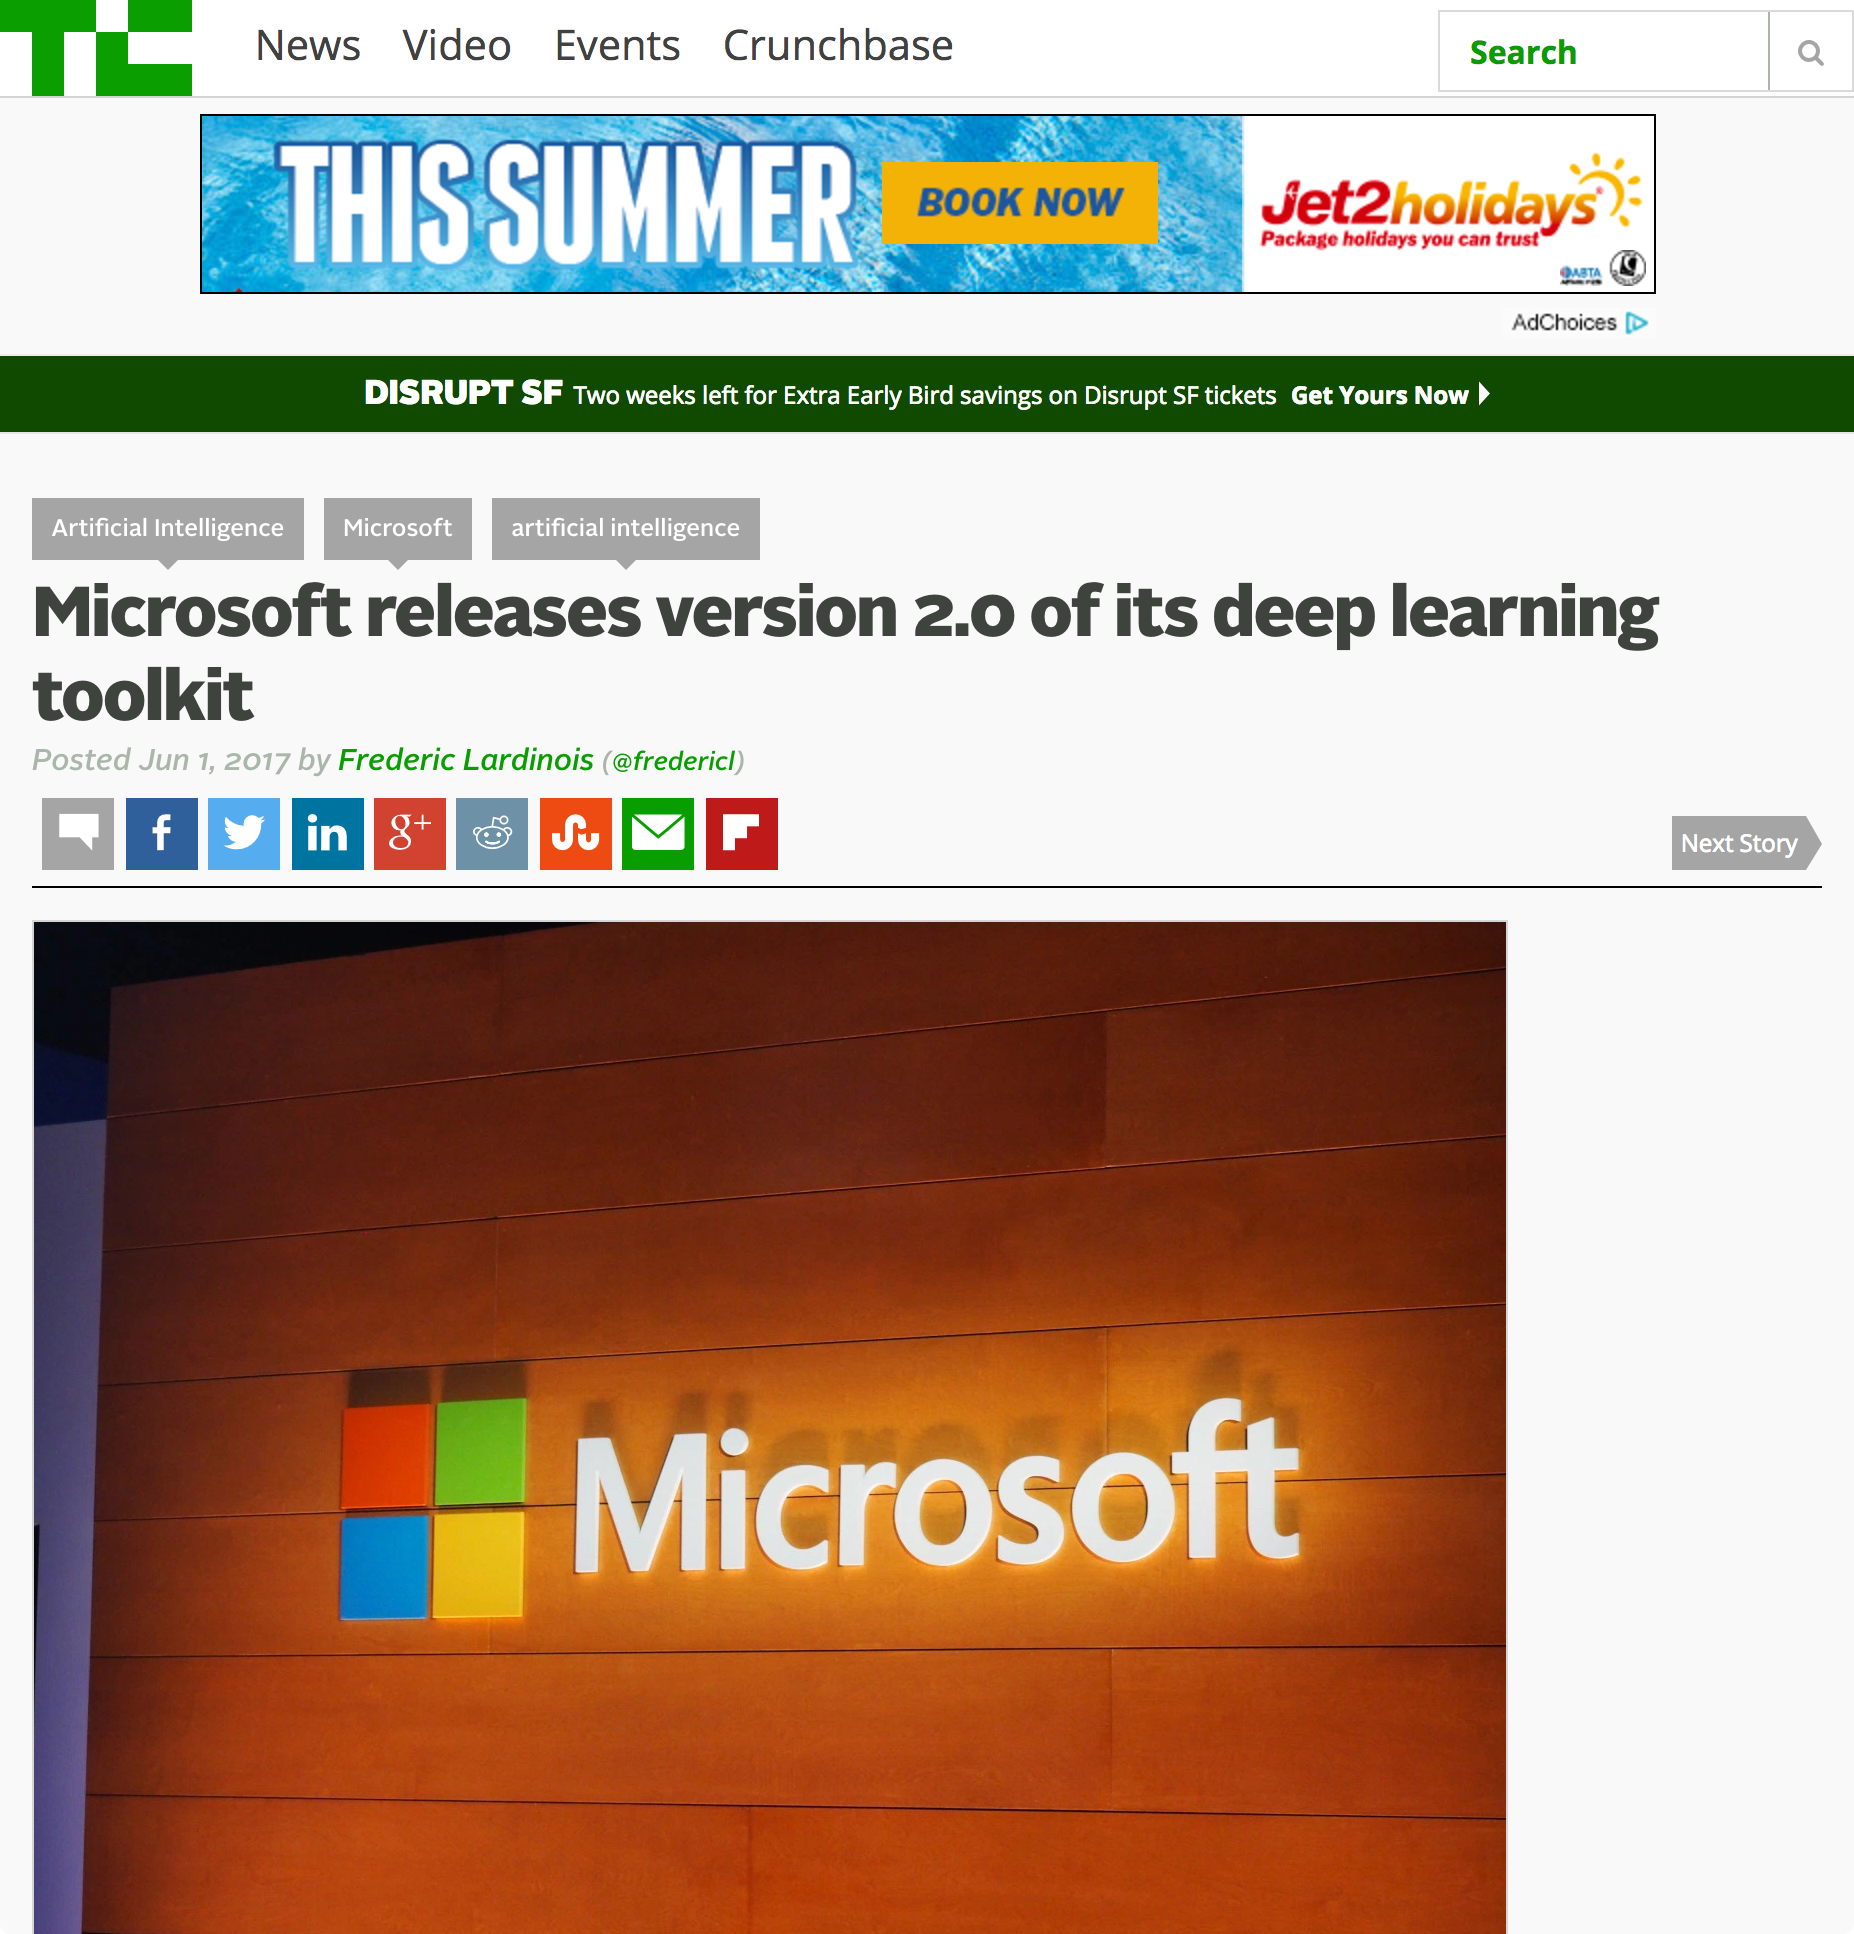 TC
News Video Events Crunchbase
Search
THIS SUMMER
BOOK NOW
Jet2holidays
Package holidays you can trust
ABTA
AdChoices
DISRUPT SF Two weeks left for Extra Early Bird savings on Disrupt SF tickets Get Yours Now
Artificial Intelligence
Microsoft
artificial intelligence
Microsoft releases version 2.0 of its deep learning
toolkit
Posted Jun 1, 2017 by Frederic Lardinois (@fredericl)
f
in
g+
Next Story
Microsoft